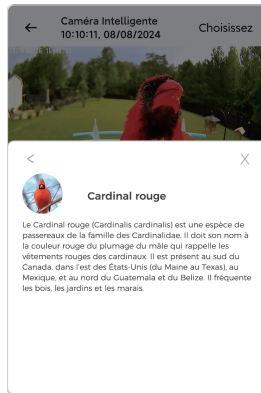 Caméra Intelligente
10:10:11, 08/08/2024
Choisissez
<
X
Cardinal rouge
Le Cardinal rouge (Cardinalis cardinalis) est une espèce de
passereaux de la famille des Cardinalidae. Il doit son nom à
la couleur rouge du plumage du mâle qui rappelle les
vêtements rouges des cardinaux. Il est présent au sud du
Canada, dans l'est des États-Unis (du Maine au Texas), au
Mexique, et au nord du Guatemala et du Belize. Il fréquente
les bois, les jardins et les marais.